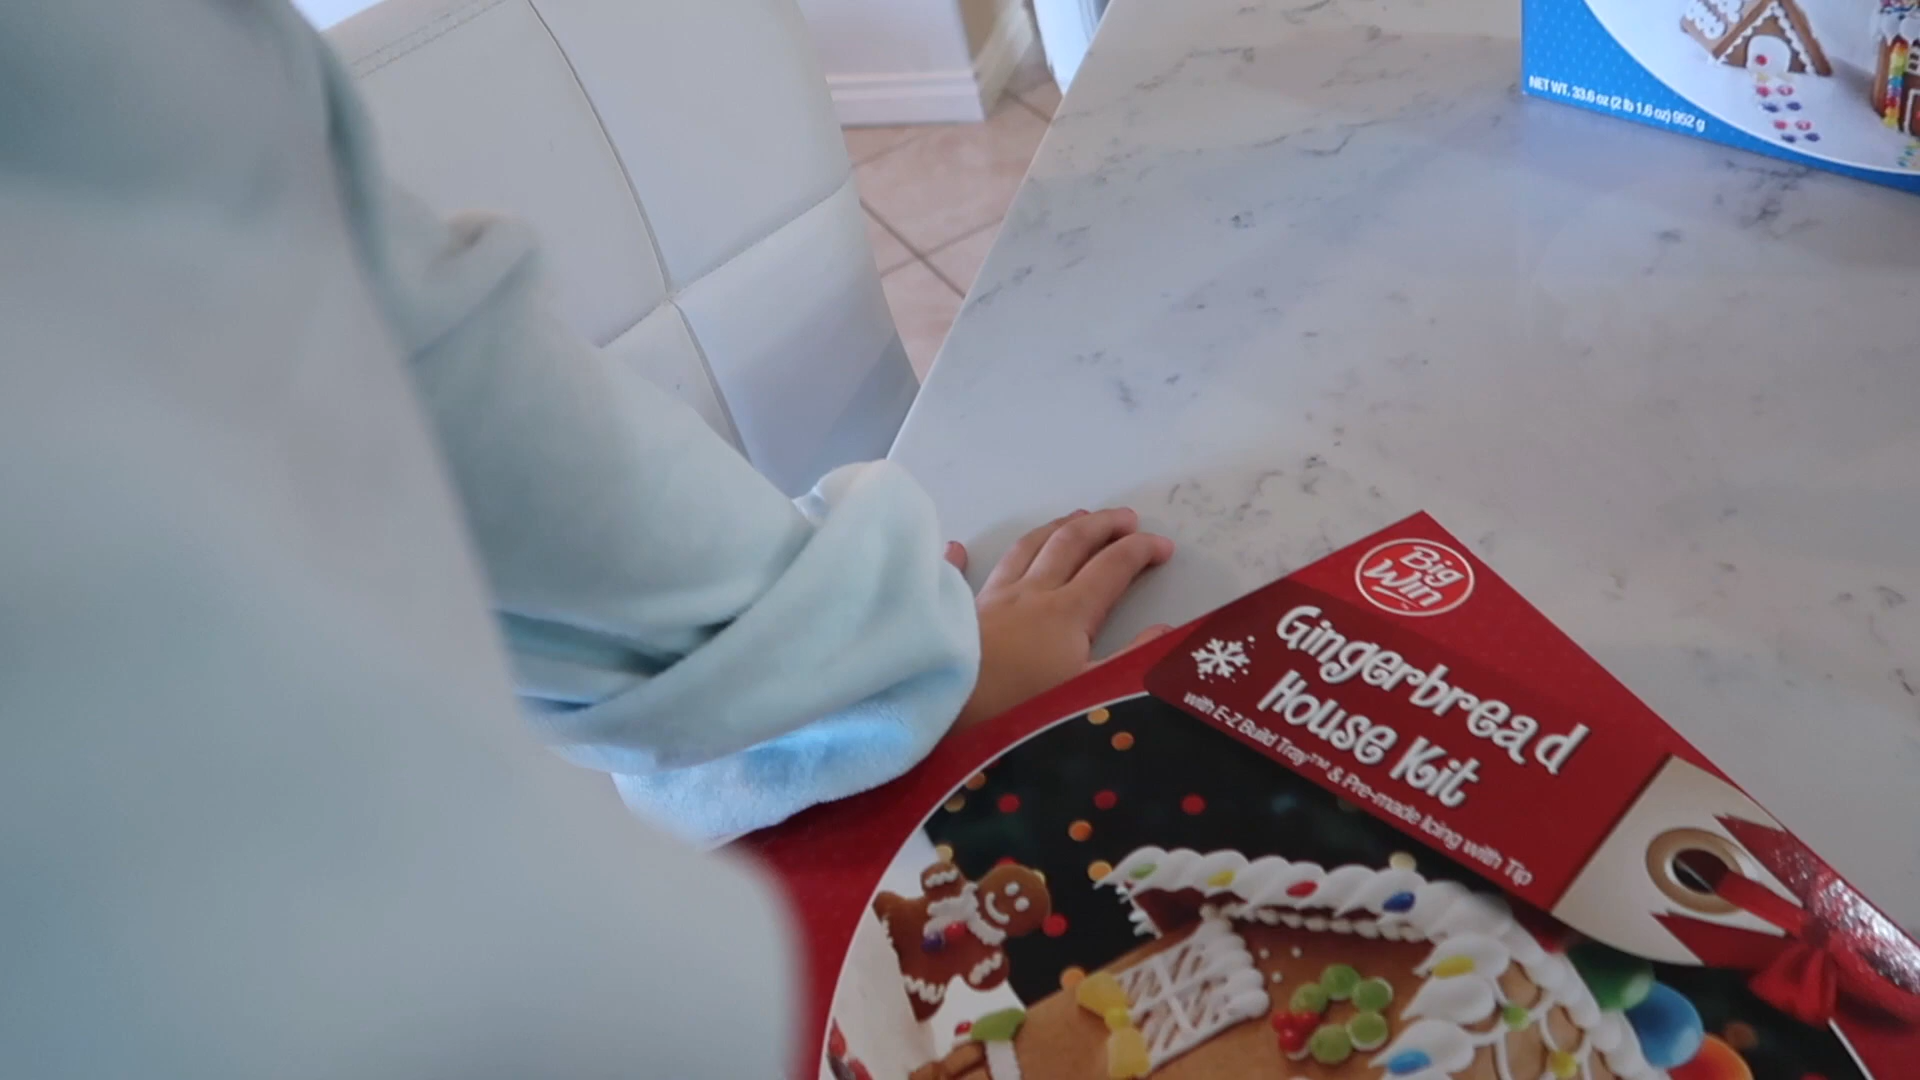 NET WT. 33.6 oz (2 lb 1.6 oz) 952 g
Big
Win
Gingerbread
House Kit
with E-Z Build Tray™ & Pre-made Icing with Tip